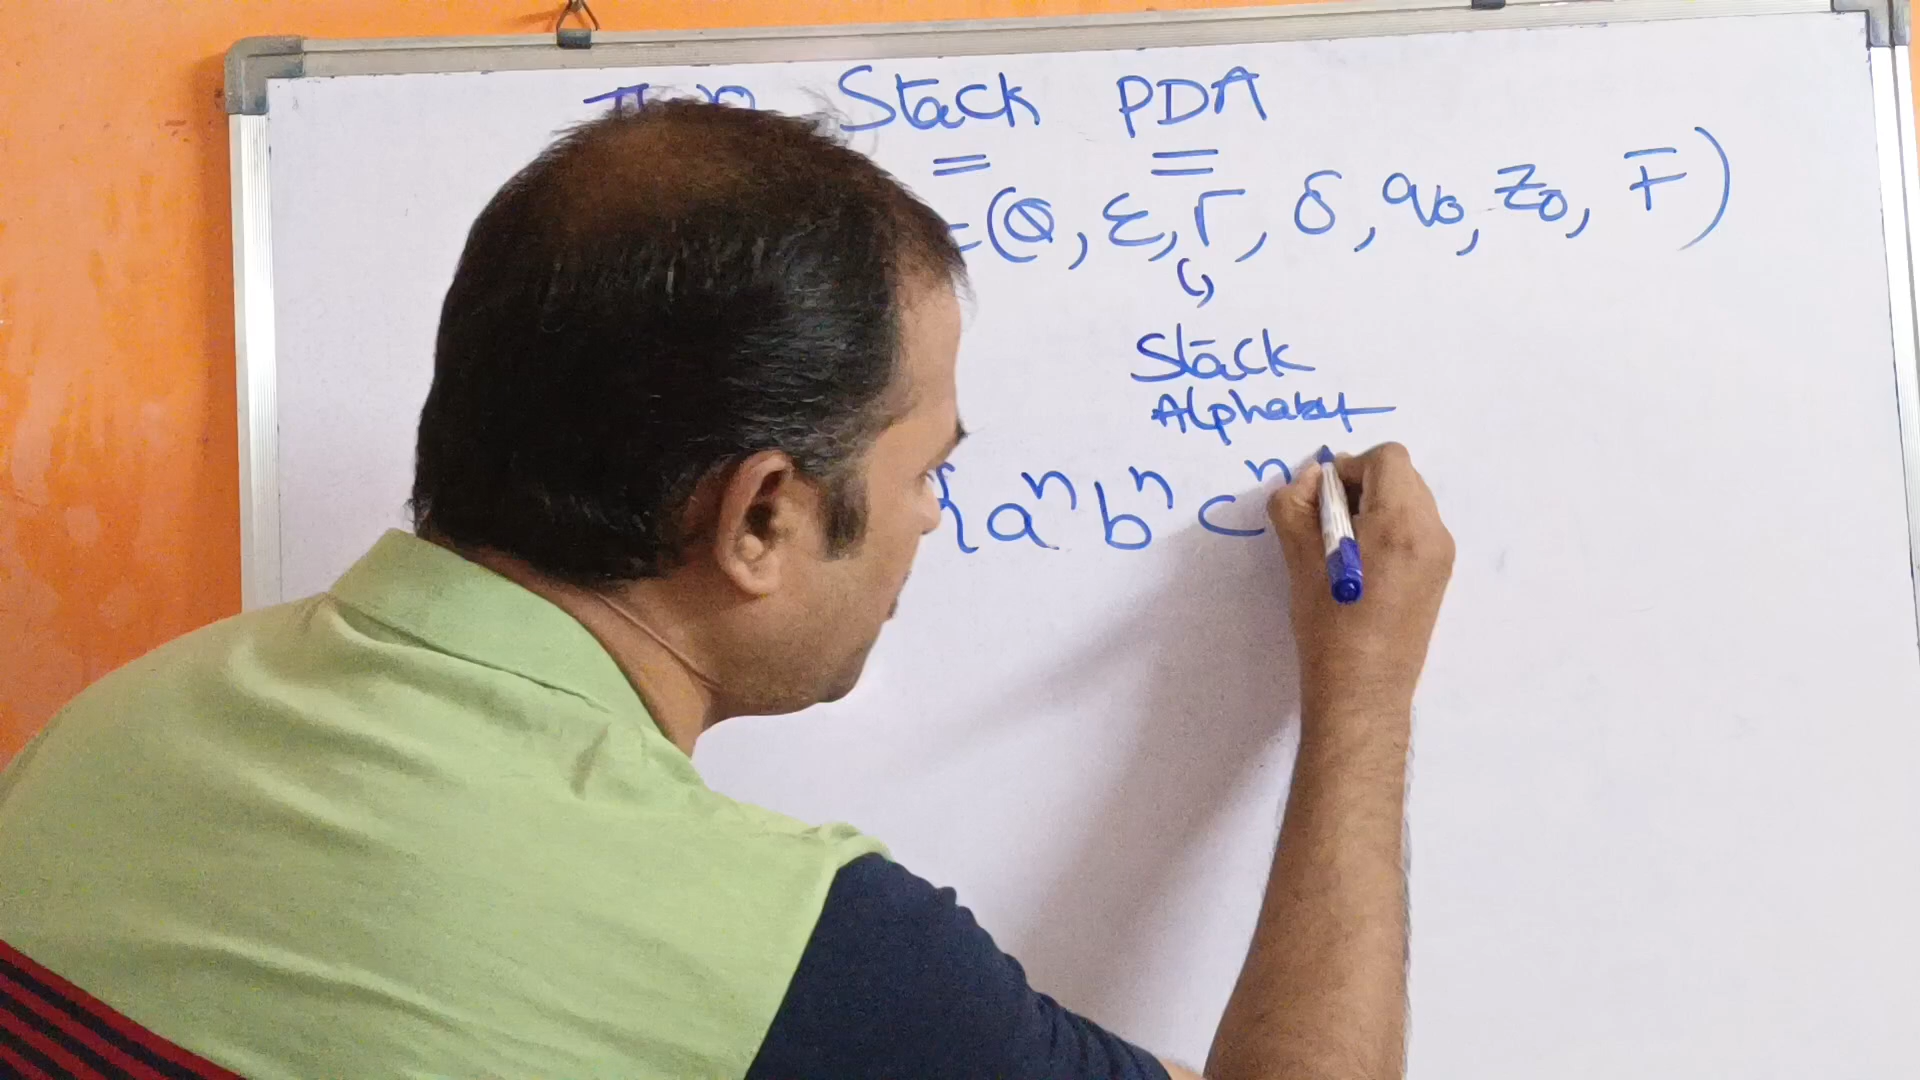 Stack PDA
=(Q, Σ, Γ, δ, q0, z0, F)
Stack
Alphabet
{a^n b^n c^n